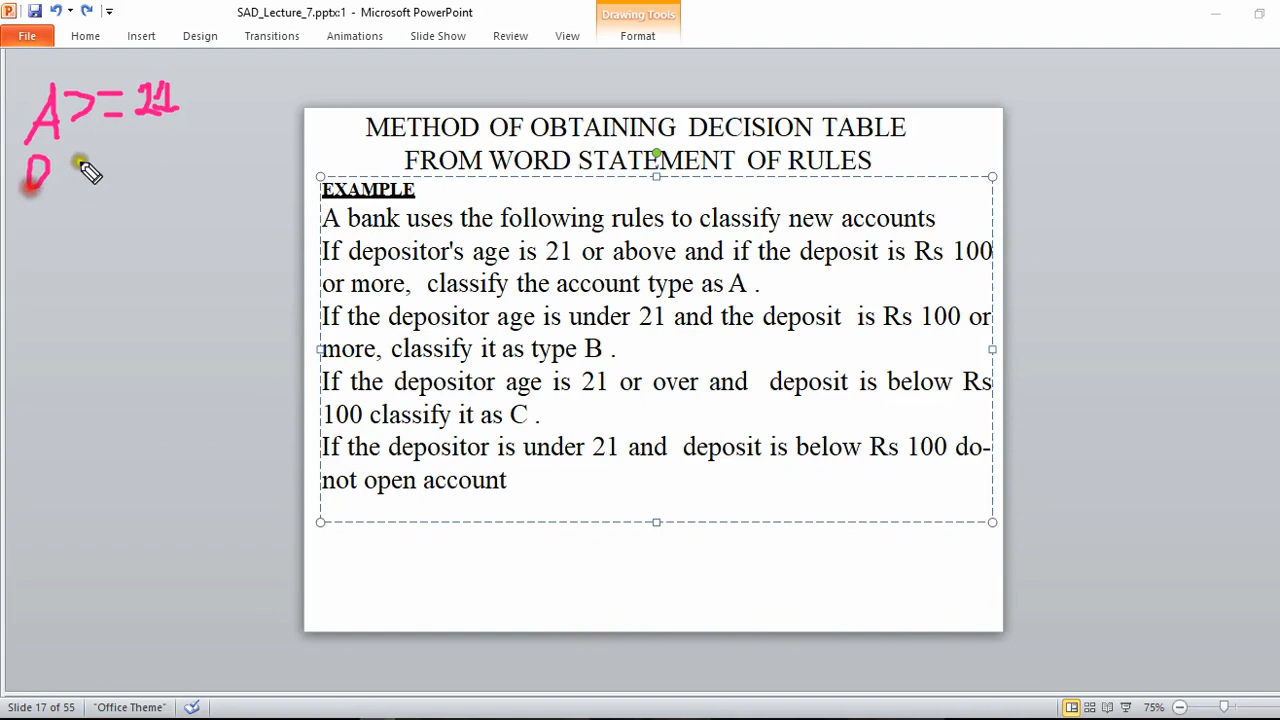 SAD_Lecture_7.pptx:1 - Microsoft PowerPoint
Drawing Tools
File Home Insert Design Transitions Animations Slide Show Review View Format
A>=21
D
METHOD OF OBTAINING DECISION TABLE
FROM WORD STATEMENT OF RULES
EXAMPLE
A bank uses the following rules to classify new accounts
If depositor's age is 21 or above and if the deposit is Rs 100
or more, classify the account type as A .
If the depositor age is under 21 and the deposit is Rs 100 or
more, classify it as type B .
If the depositor age is 21 or over and deposit is below Rs
100 classify it as C .
If the depositor is under 21 and deposit is below Rs 100 do-
not open account
Slide 17 of 55 "Office Theme" 75%